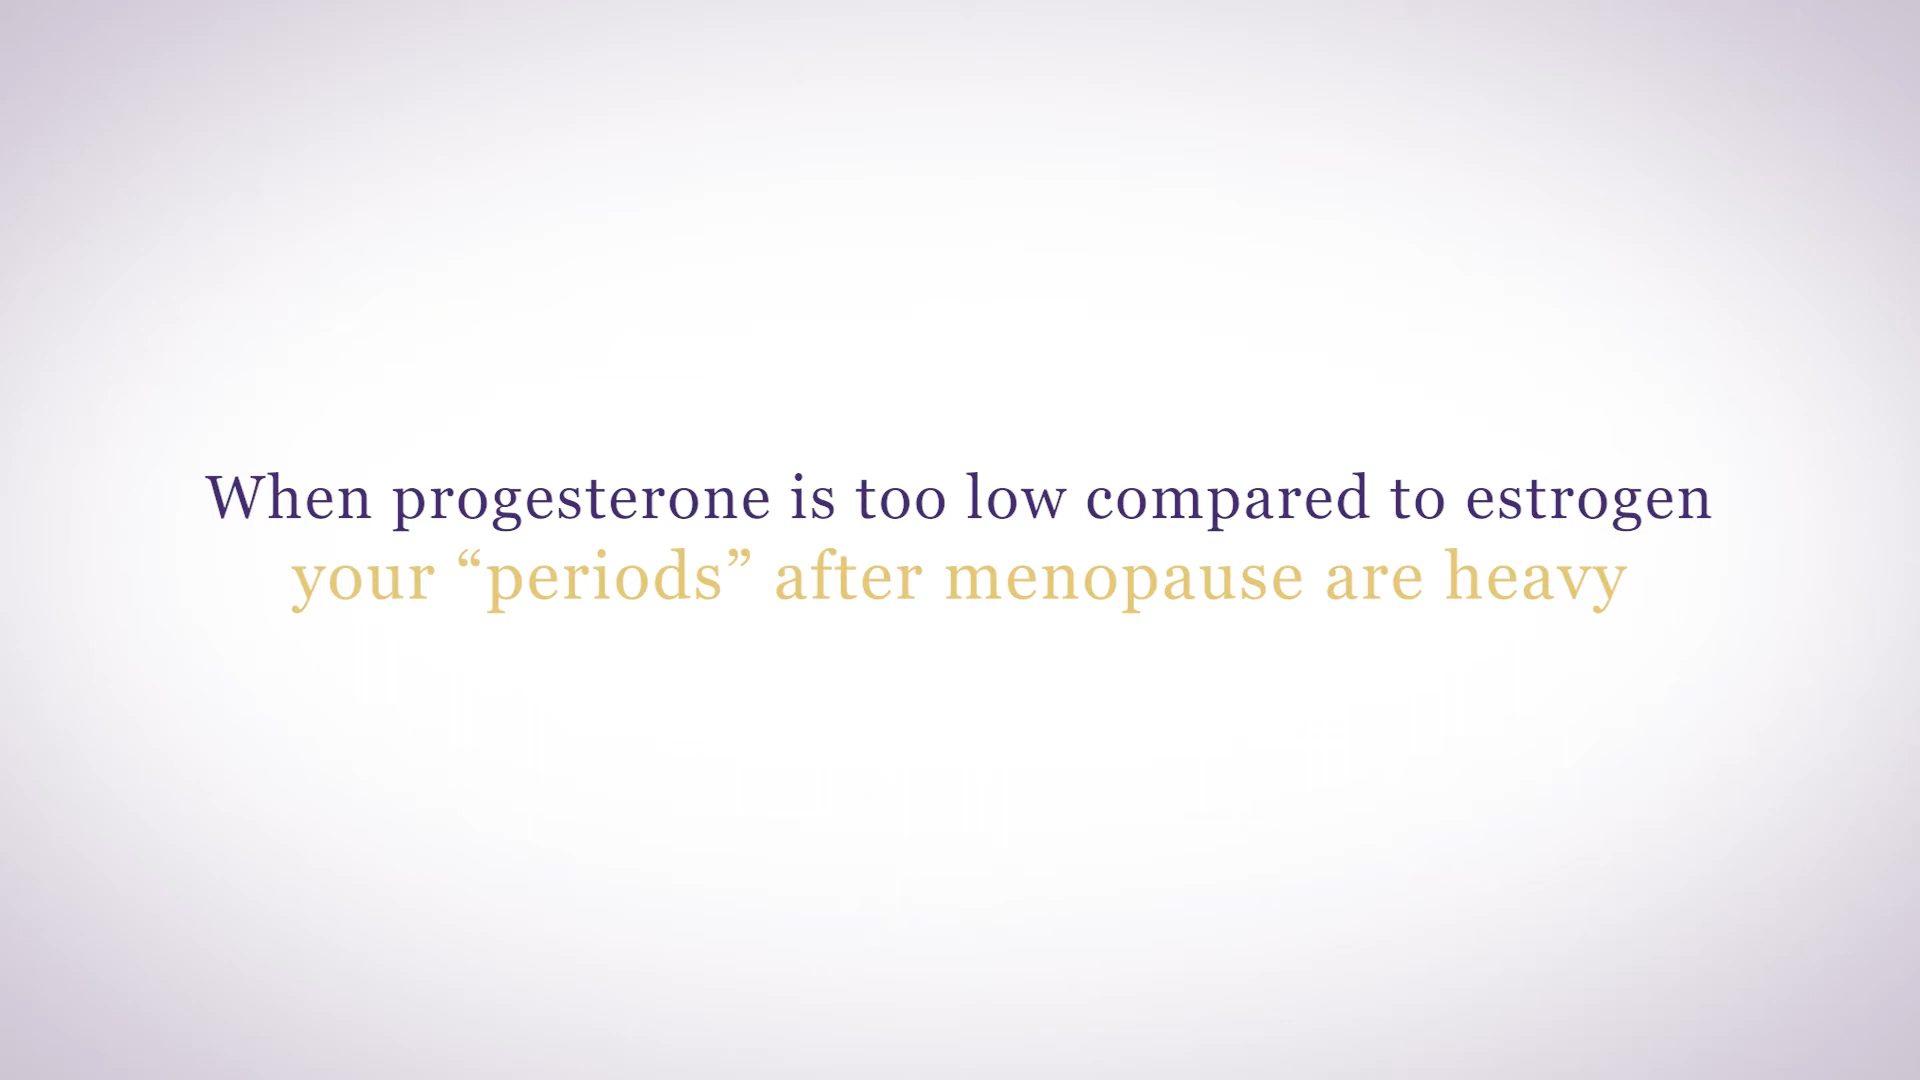 When progesterone is too low compared to estrogen
your “periods” after menopause are heavy